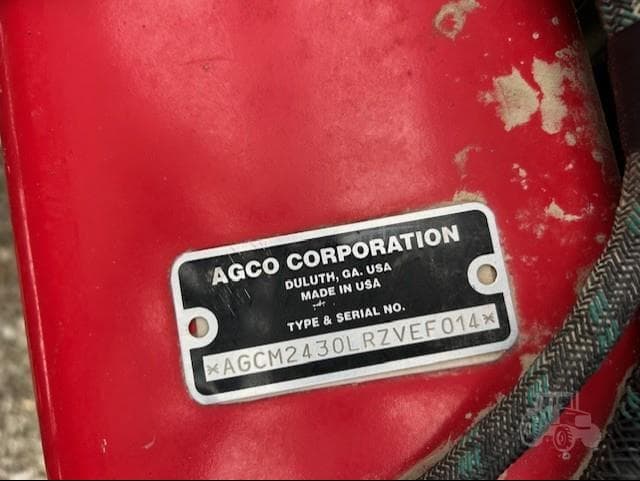 AGCO CORPORATION
DULUTH, GA. USA
MADE IN USA
TYPE & SERIAL NO.
*AGCM2430LRZVEF014*